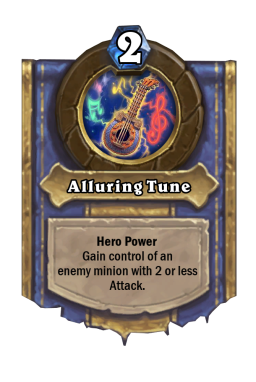 2
Alluring Tune
Hero Power
Gain control of an
enemy minion with 2 or less
Attack.